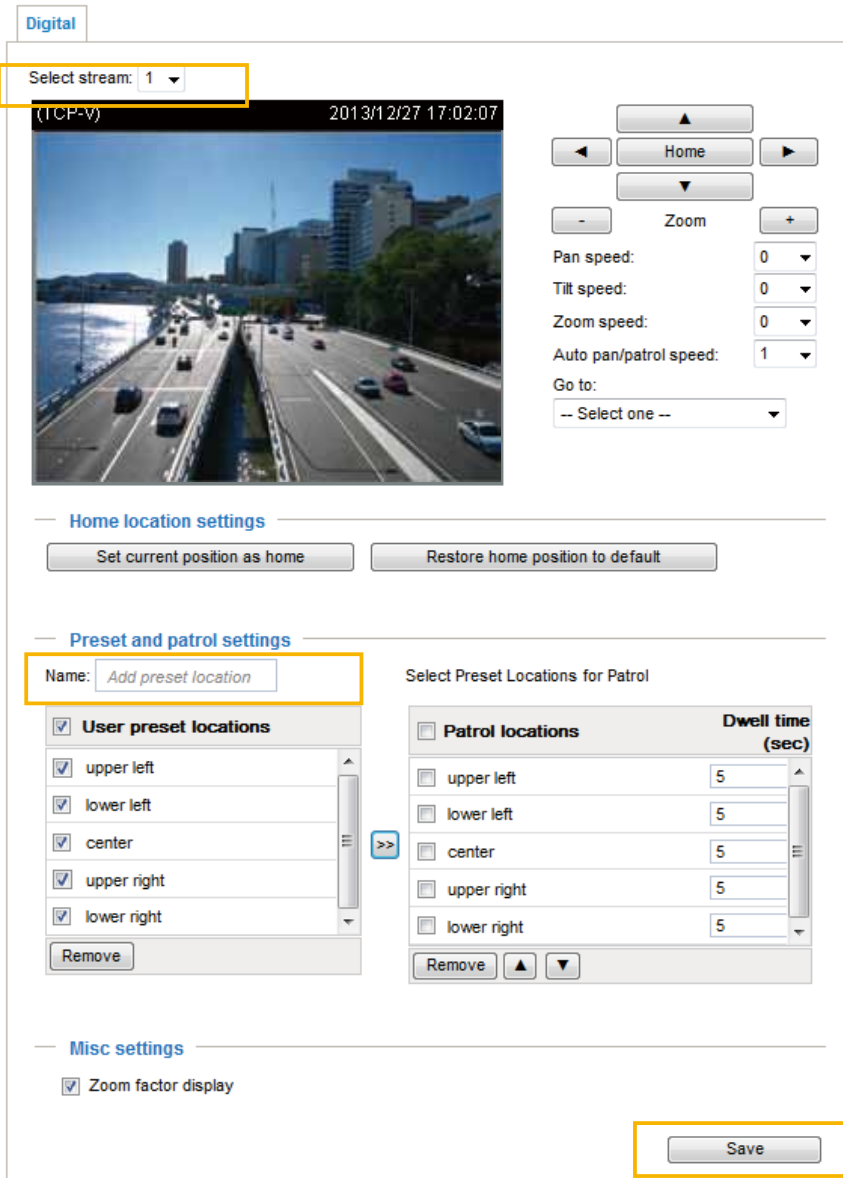 Digital
Select stream: 1
(TCP-V) 2013/12/27 17:02:07
Home
- Zoom +
Pan speed: 0
Tilt speed: 0
Zoom speed: 0
Auto pan/patrol speed: 1
Go to:
-- Select one --
Home location settings
Set current position as home Restore home position to default
Preset and patrol settings
Name: Add preset location Select Preset Locations for Patrol
User preset locations
upper left
lower left
center
upper right
lower right
Remove
>>
Patrol locations Dwell time (sec)
upper left 5
lower left 5
center 5
upper right 5
lower right 5
Remove
Misc settings
Zoom factor display
Save